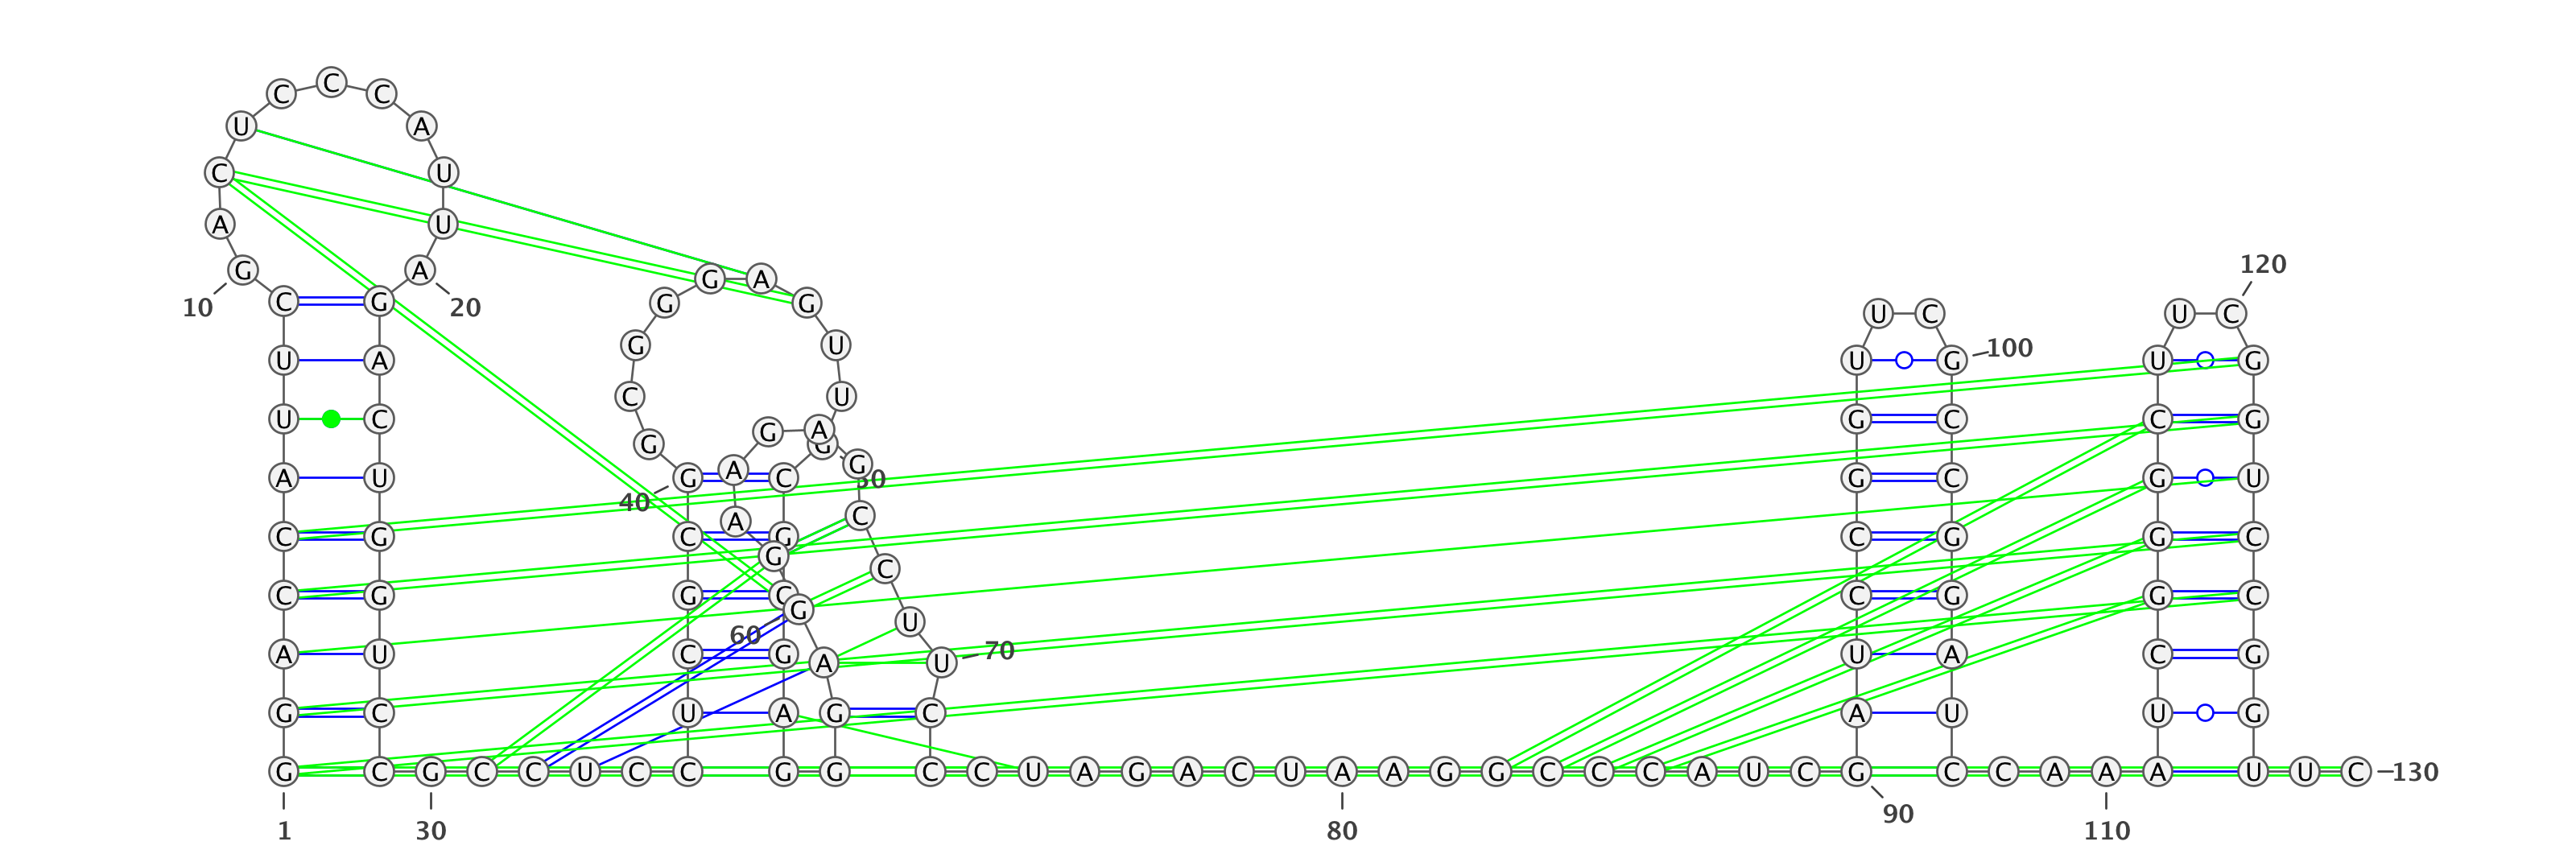 C
C C
U A
C U
A U
120
G A
G A
C G G G
10 20
U C U C
G U 100
U A U G U G
C U
U C G C C G
G A
G G
G
A U G A C G C G U
50
40
C
A
C G C G C G G C
G
C
C G G C C G G C
G
U
60
A U C G A U 70 U A C G
G C U A G C A U U G
G C G C C U C C G G C C U A G A C U A A G G C C C A U C G C C A A A U U C 130
90
1 30 80 110